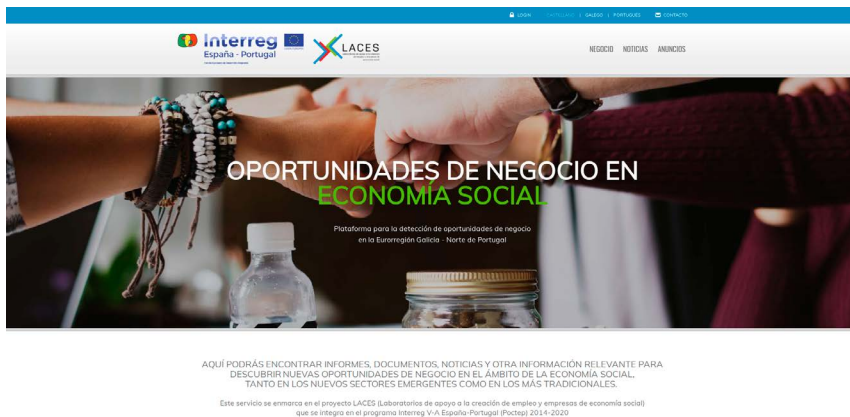 LOGIN CASTELLANO | GALEGO | PORTUGUES CONTACTO
Interreg
España - Portugal
LACES
NEGOCIO NOTICIAS ANUNCIOS
OPORTUNIDADES DE NEGOCIO EN
ECONOMÍA SOCIAL
Plataforma para la detección de oportunidades de negocio
en la Eurorregión Galicia - Norte de Portugal
AQUÍ PODRÁS ENCONTRAR INFORMES, DOCUMENTOS, NOTICIAS Y OTRA INFORMACIÓN RELEVANTE PARA
DESCUBRIR NUEVAS OPORTUNIDADES DE NEGOCIO EN EL ÁMBITO DE LA ECONOMÍA SOCIAL,
TANTO EN LOS NUEVOS SECTORES EMERGENTES COMO EN LOS MÁS TRADICIONALES.
Este servicio se enmarca en el proyecto LACES (Laboratorios de apoyo a la creación de empleo y empresas de economía social)
que se integra en el programa Interreg V-A España-Portugal (Poctep) 2014-2020